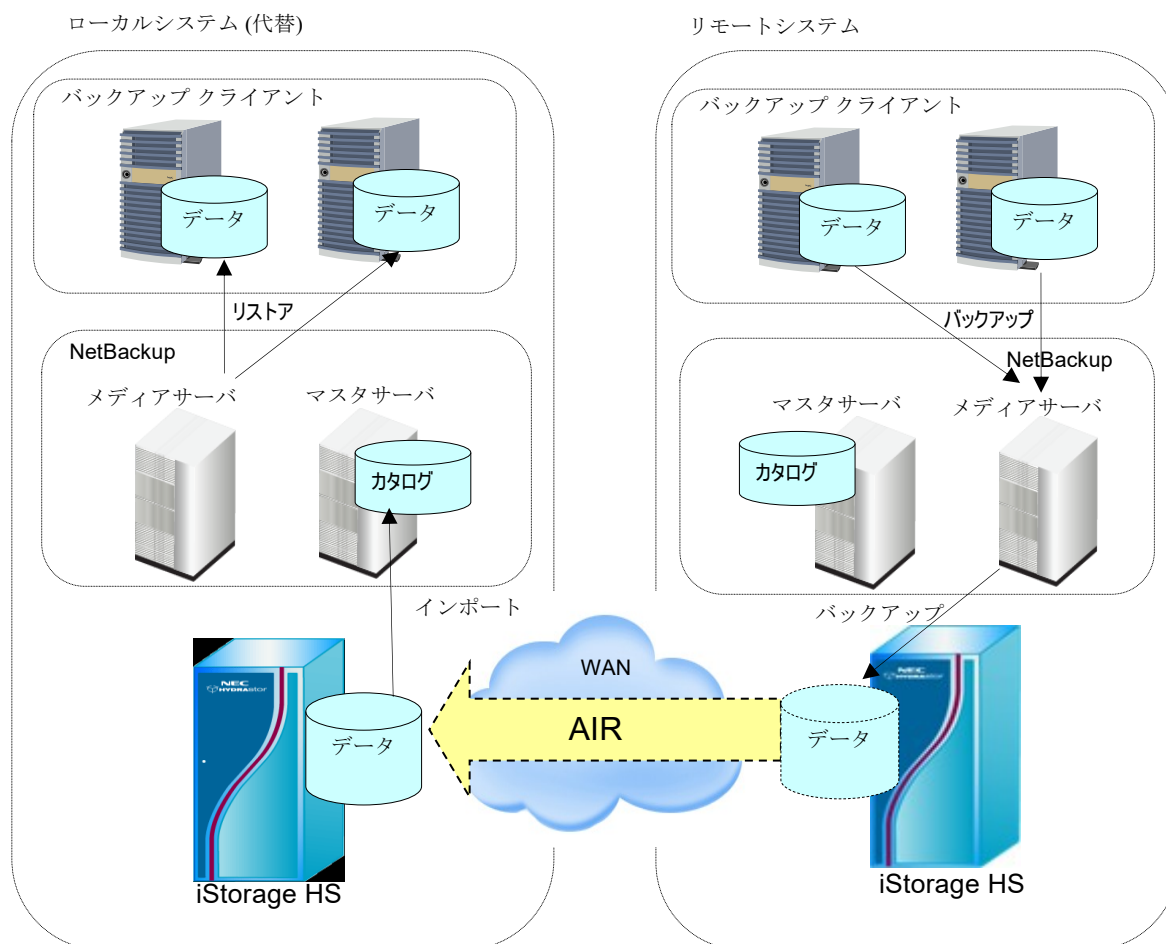 ローカルシステム (代替)
バックアップ クライアント
データ
データ
リストア
NetBackup
メディアサーバ
マスタサーバ
カタログ
インポート
NEC
HYDRAstor
データ
iStorage HS
WAN
AIR
リモートシステム
バックアップ クライアント
データ
データ
バックアップ
NetBackup
マスタサーバ
メディアサーバ
カタログ
バックアップ
データ
NEC
HYDRAstor
iStorage HS